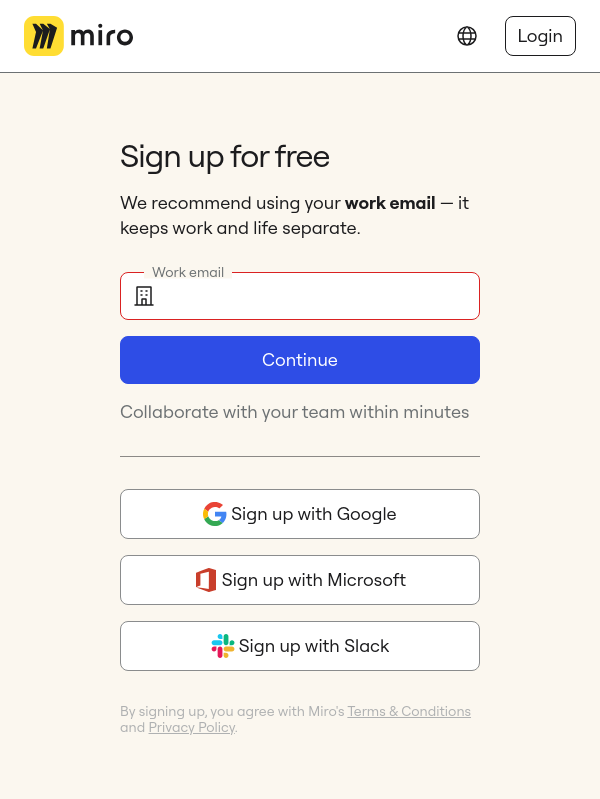 miro
Login
Sign up for free
We recommend using your work email — it
keeps work and life separate.
Work email
Continue
Collaborate with your team within minutes
Sign up with Google
Sign up with Microsoft
Sign up with Slack
By signing up, you agree with Miro's Terms & Conditions
and Privacy Policy.